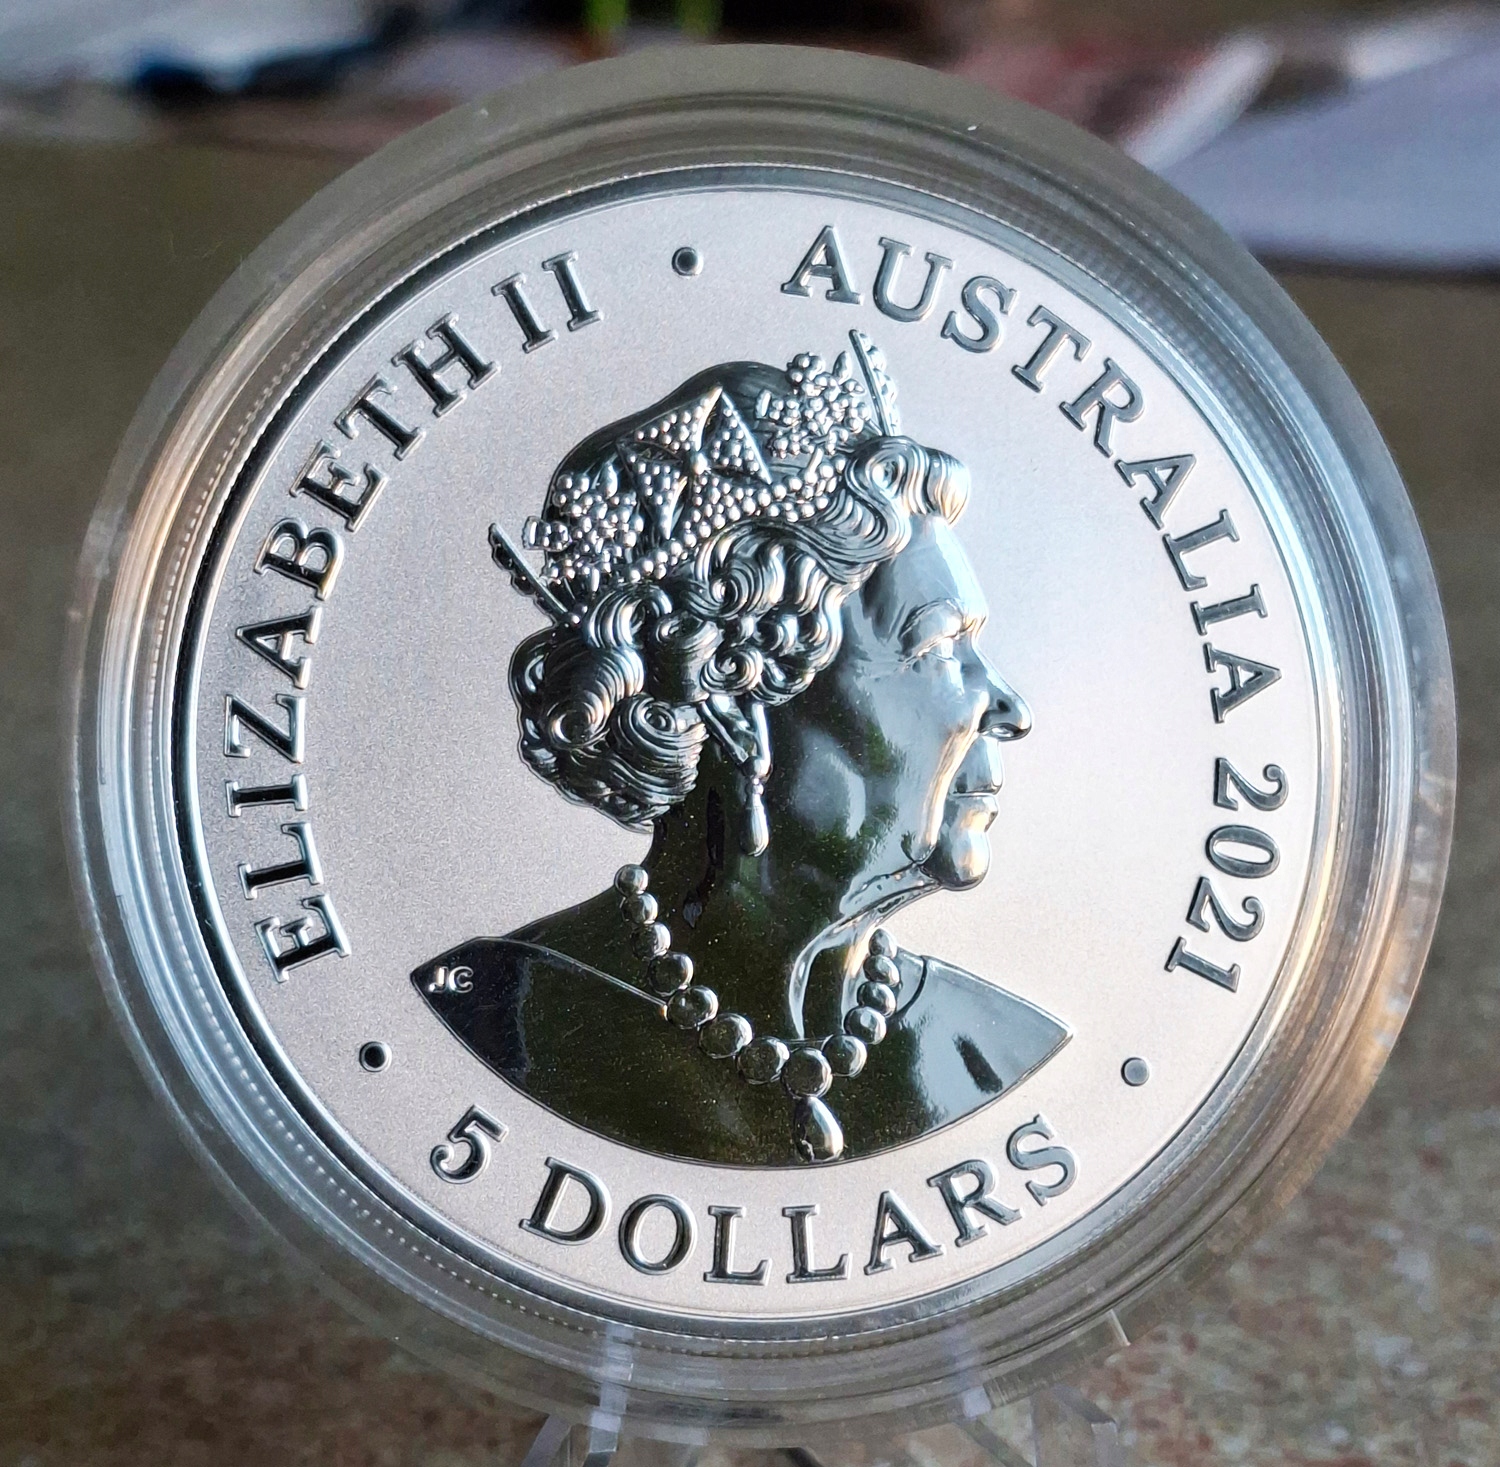 ELIZABETH II • AUSTRALIA 2021
• 5 DOLLARS •
JC